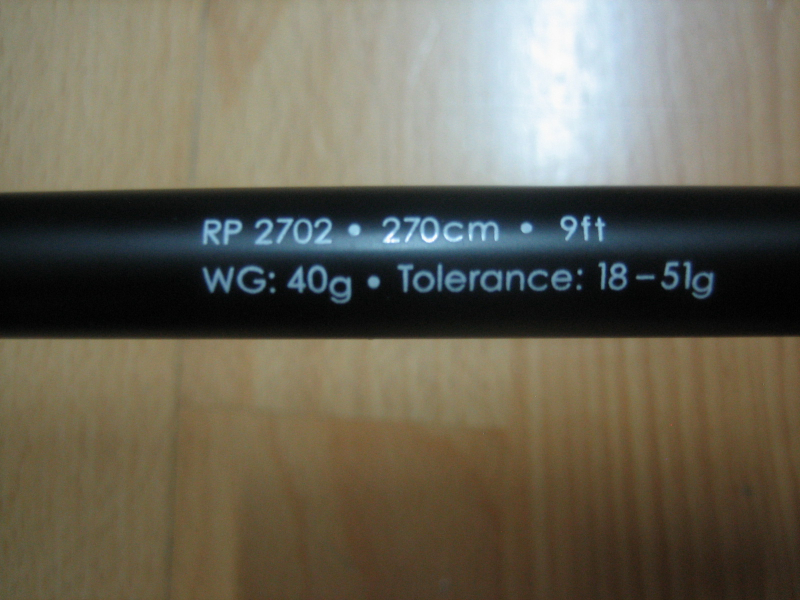 RP 2702 • 270cm • 9ft
WG: 40g • Tolerance: 18 – 51g